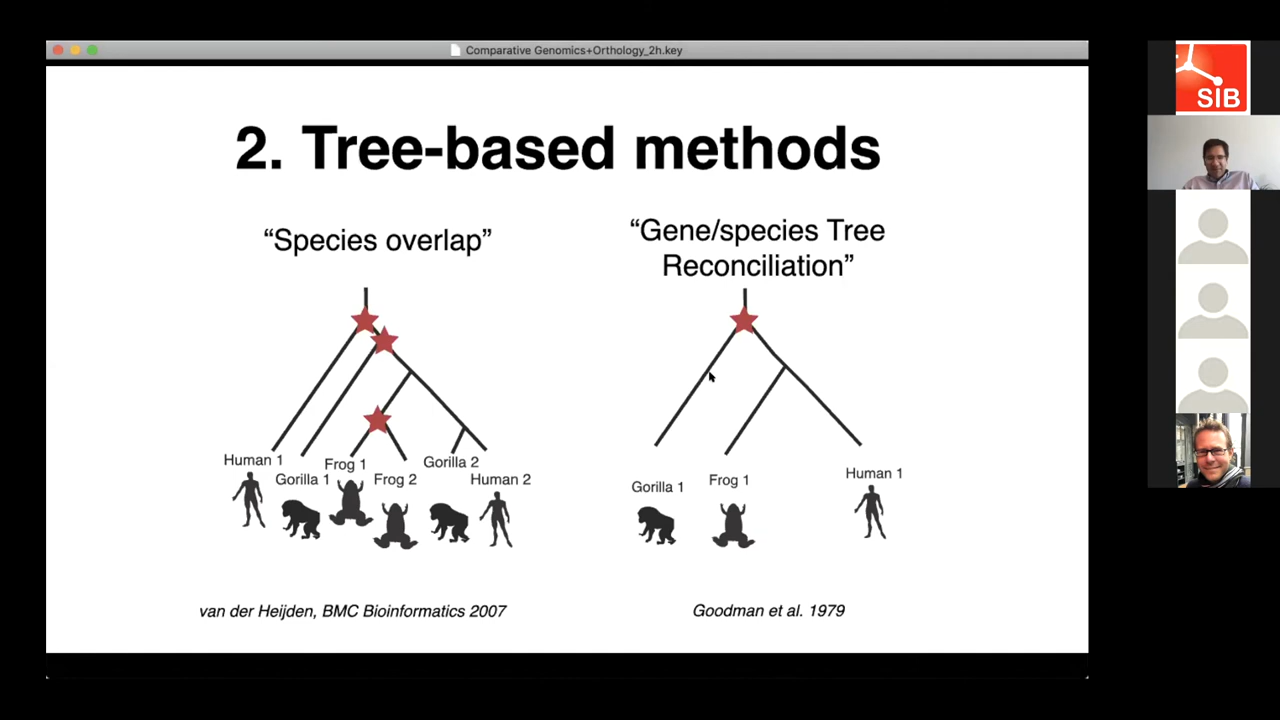 Comparative Genomics+Orthology_2h.key
SIB
2. Tree-based methods
“Species overlap”
“Gene/species Tree
Reconciliation”
Human 1
Gorilla 1
Frog 1
Frog 2
Gorilla 2
Human 2
Gorilla 1
Frog 1
Human 1
van der Heijden, BMC Bioinformatics 2007
Goodman et al. 1979